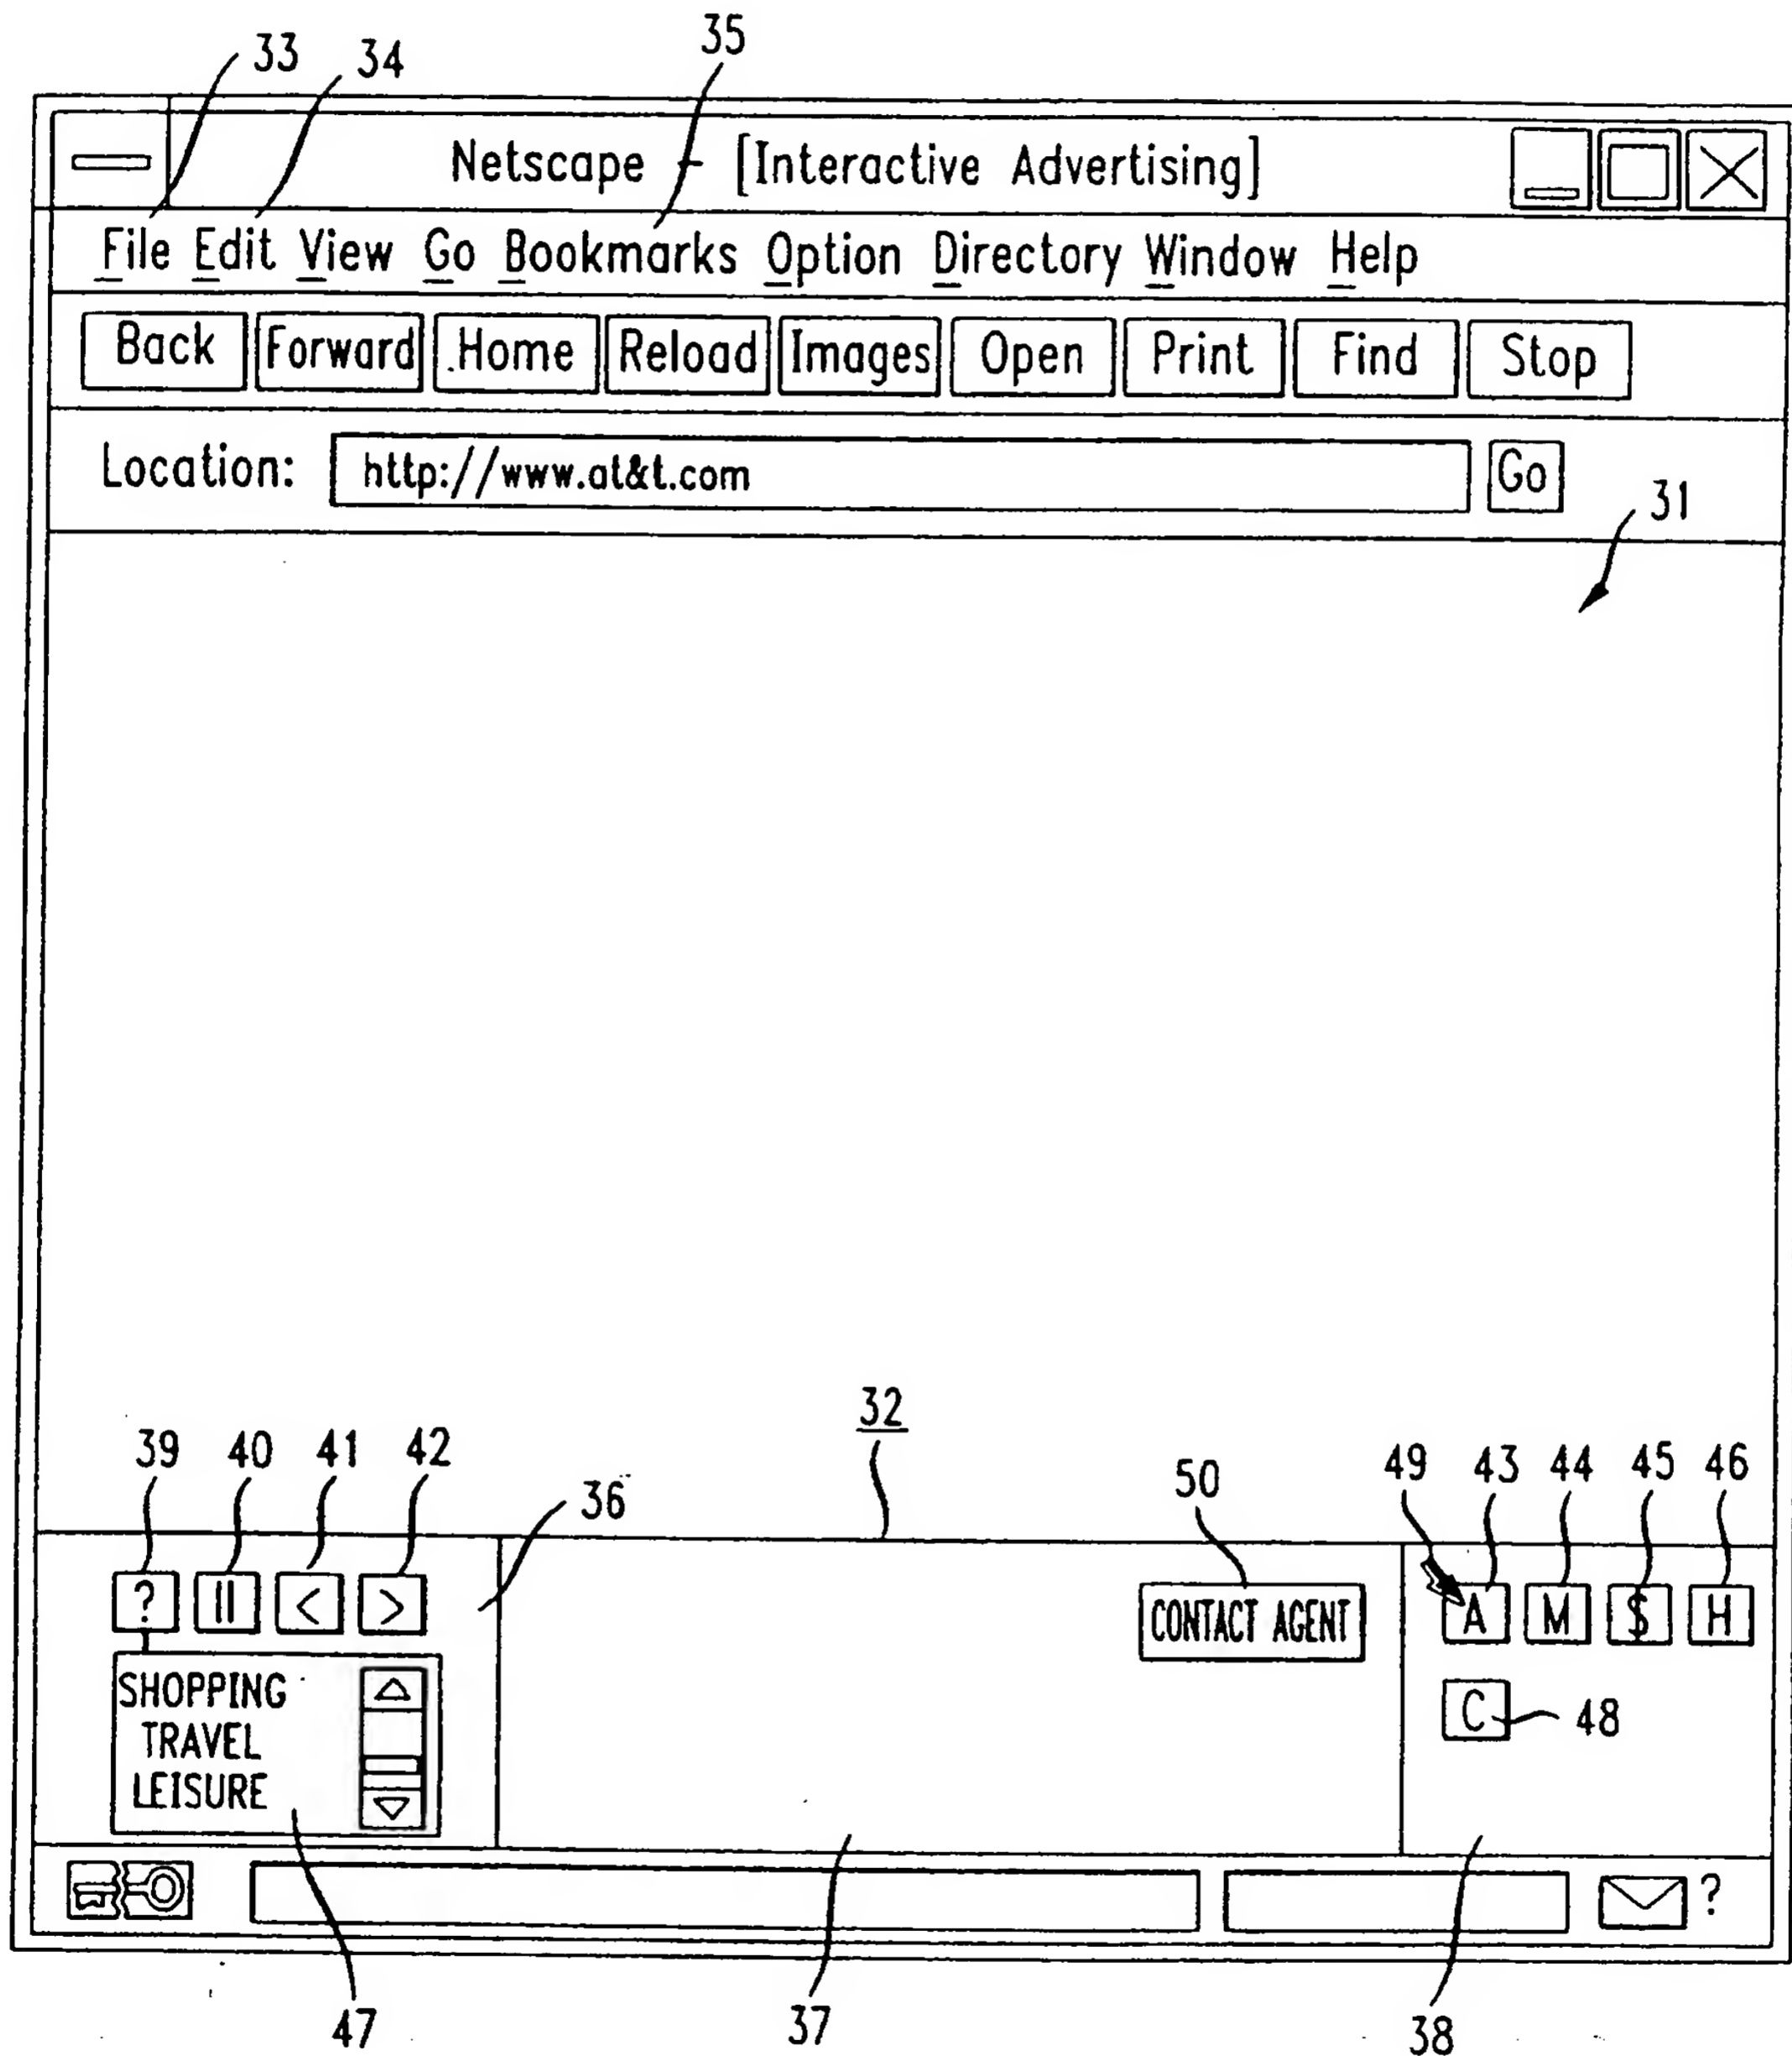 33 34 35
Netscape - [Interactive Advertising]
File Edit View Go Bookmarks Option Directory Window Help
Back Forward Home Reload Images Open Print Find Stop
Location: http://www.at&t.com Go
31
32
39 40 41 42 36 50 49 43 44 45 46
? || < > CONTACT AGENT A M $ H
SHOPPING
TRAVEL
LEISURE
C 48
?
47 37 38